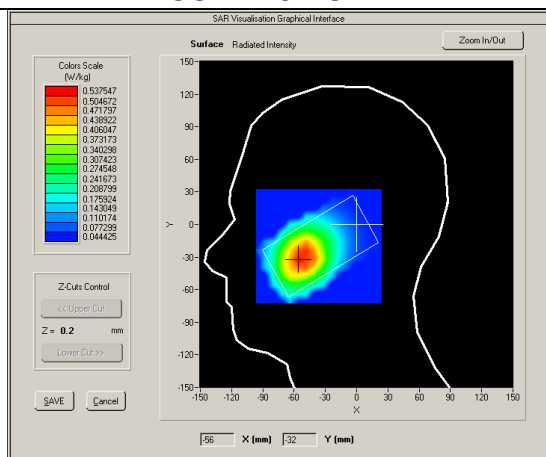 SAR Visualisation Graphical Interface
Surface Radiated Intensity
Zoom In/Out
Colors Scale
(W/kg)
0.537547
0.504672
0.471797
0.438922
0.406047
0.373173
0.340298
0.307423
0.274548
0.241673
0.208799
0.175924
0.143049
0.110174
0.077299
0.044425
Z-Cuts Control
<< Upper Cut
Z = 0.2 mm
Lower Cut >>
SAVE Cancel
150
120
90
60
30
0
-30
-60
-90
-120
-150
Y
-150 -120 -90 -60 -30 0 30 60 90 120 150
X
-56 X (mm) -32 Y (mm)